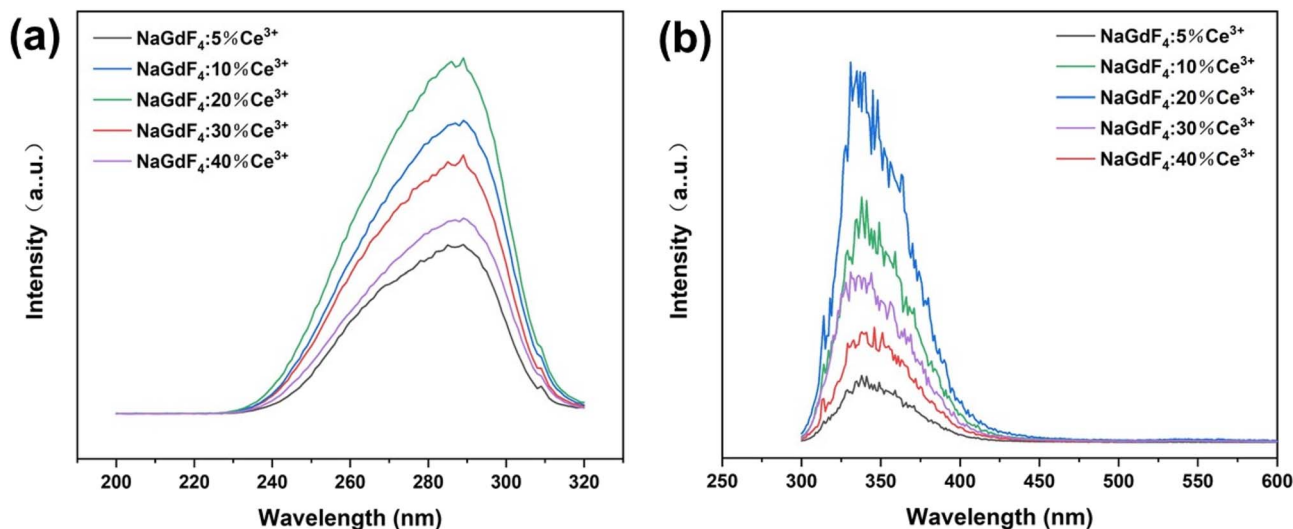 (a)
NaGdF₄:5%Ce³⁺
NaGdF₄:10%Ce³⁺
NaGdF₄:20%Ce³⁺
NaGdF₄:30%Ce³⁺
NaGdF₄:40%Ce³⁺
Intensity（a..u.）
200 220 240 260 280 300 320
Wavelength (nm)
(b)
NaGdF₄:5%Ce³⁺
NaGdF₄:10%Ce³⁺
NaGdF₄:20%Ce³⁺
NaGdF₄:30%Ce³⁺
NaGdF₄:40%Ce³⁺
Intensity（a..u.）
250 300 350 400 450 500 550 600
Wavelength (nm)